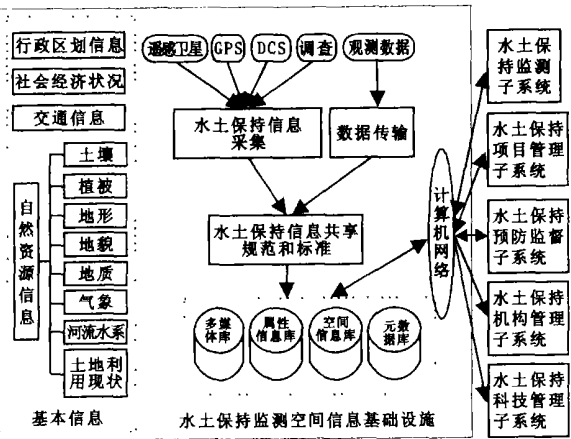 行政区划信息
社会经济状况
交通信息
自然资源信息
土壤
植被
地形
地貌
地质
气象
河流水系
土地利
用现状
基本信息
遥感卫星
GPS
DCS
调查
观测数据
水土保持信息
采集
数据传输
水土保持信息共享
规范和标准
多媒
体库
属性
信息库
空间
信息库
元数
据库
水土保持监测空间信息基础设施
计算机网络
水土保
持监测
子系统
水土保持
项目管理
子系统
水土保持
预防监督
子系统
水土保持
机构管理
子系统
水土保持
科技管理
子系统